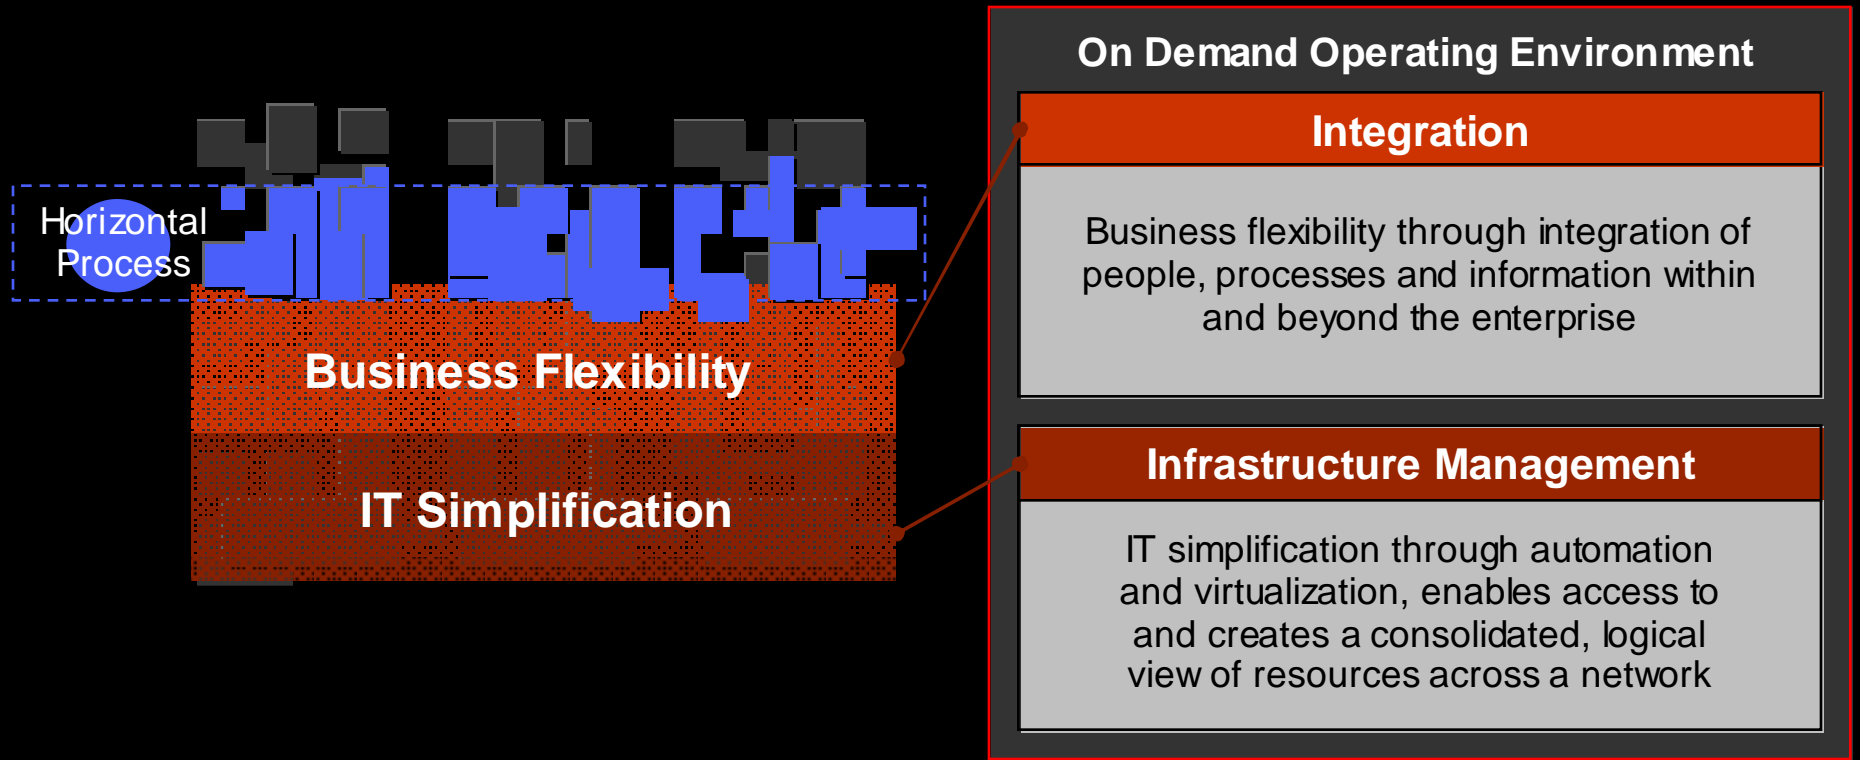 On Demand Operating Environment
Horizontal
Process
Business Flexibility
IT Simplification
Integration
Business flexibility through integration of
people, processes and information within
and beyond the enterprise
Infrastructure Management
IT simplification through automation
and virtualization, enables access to
and creates a consolidated, logical
view of resources across a network